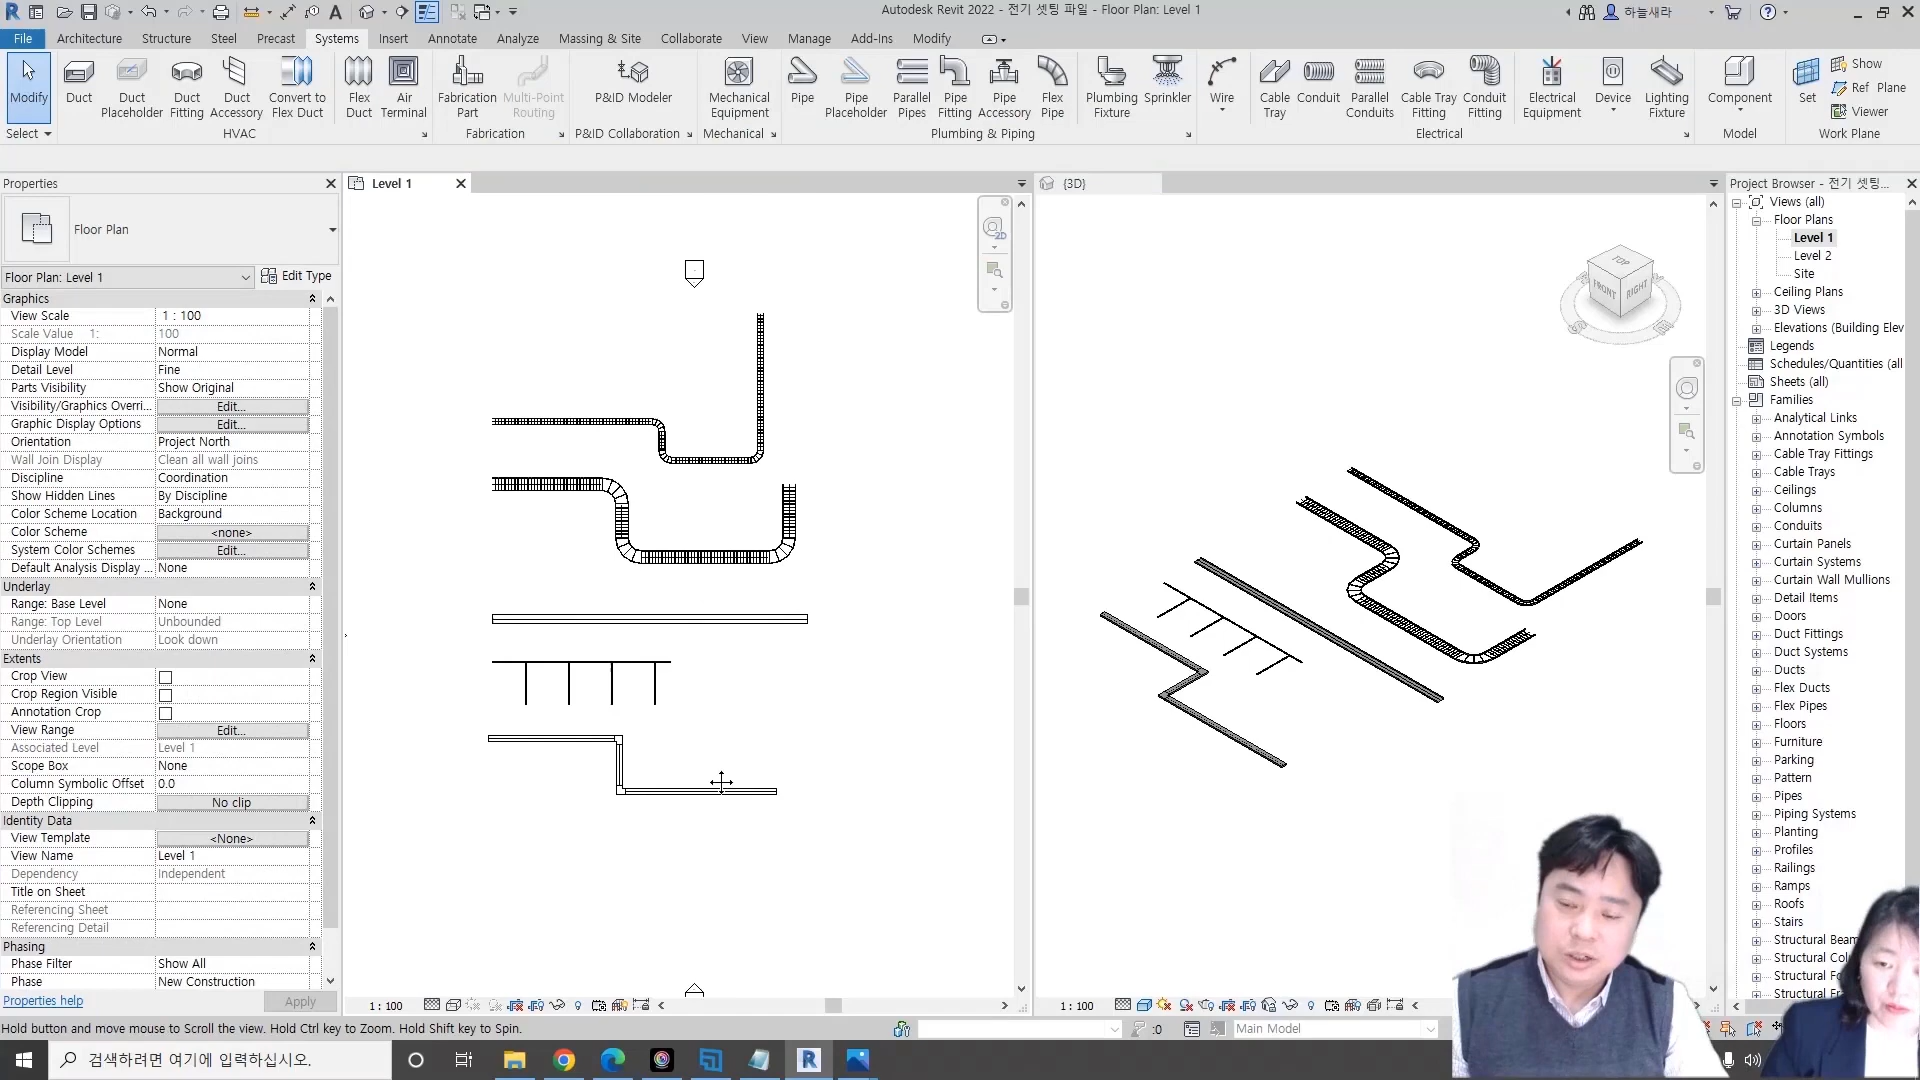 Autodesk Revit 2022 - 전기 셋팅 파일 - Floor Plan: Level 1
하늘새라
File Architecture Structure Steel Precast Systems Insert Annotate Analyze Massing & Site Collaborate View Manage Add-Ins Modify
Modify
Select
Duct
Duct Placeholder
Duct Fitting
Duct Accessory
Convert to Flex Duct
Flex Duct
Air Terminal
HVAC
Fabrication Part
Multi-Point Routing
Fabrication
P&ID Modeler
P&ID Collaboration
Mechanical Equipment
Mechanical
Pipe
Pipe Placeholder
Parallel Pipes
Pipe Fitting
Pipe Accessory
Flex Pipe
Plumbing Fixture
Sprinkler
Plumbing & Piping
Wire
Cable Tray
Conduit
Parallel Conduits
Cable Tray Fitting
Conduit Fitting
Electrical Equipment
Device
Lighting Fixture
Electrical
Component
Model
Set
Show
Ref Plane
Viewer
Work Plane
Properties
Floor Plan
Floor Plan: Level 1
Edit Type
Graphics
View Scale 1 : 100
Scale Value 1: 100
Display Model Normal
Detail Level Fine
Parts Visibility Show Original
Visibility/Graphics Overri... Edit...
Graphic Display Options Edit...
Orientation Project North
Wall Join Display Clean all wall joins
Discipline Coordination
Show Hidden Lines By Discipline
Color Scheme Location Background
Color Scheme <none>
System Color Schemes Edit...
Default Analysis Display ... None
Underlay
Range: Base Level None
Range: Top Level Unbounded
Underlay Orientation Look down
Extents
Crop View
Crop Region Visible
Annotation Crop
View Range Edit...
Associated Level Level 1
Scope Box None
Column Symbolic Offset 0.0
Depth Clipping No clip
Identity Data
View Template <None>
View Name Level 1
Dependency Independent
Title on Sheet
Referencing Sheet
Referencing Detail
Phasing
Phase Filter Show All
Phase New Construction
Properties help
Apply
Level 1
2D
1 : 100
{3D}
TOP
FRONT
RIGHT
1 : 100
Project Browser - 전기 셋팅...
Views (all)
Floor Plans
Level 1
Level 2
Site
Ceiling Plans
3D Views
Elevations (Building Elev
Legends
Schedules/Quantities (all
Sheets (all)
Families
Analytical Links
Annotation Symbols
Cable Tray Fittings
Cable Trays
Ceilings
Columns
Conduits
Curtain Panels
Curtain Systems
Curtain Wall Mullions
Detail Items
Doors
Duct Fittings
Duct Systems
Ducts
Flex Ducts
Flex Pipes
Floors
Furniture
Parking
Pattern
Pipes
Piping Systems
Planting
Profiles
Railings
Ramps
Roofs
Stairs
Structural Bea
Structural Co
Structural F
Structural
Hold button and move mouse to Scroll the view. Hold Ctrl key to Zoom. Hold Shift key to Spin.
:0
Main Model
검색하려면 여기에 입력하십시오.